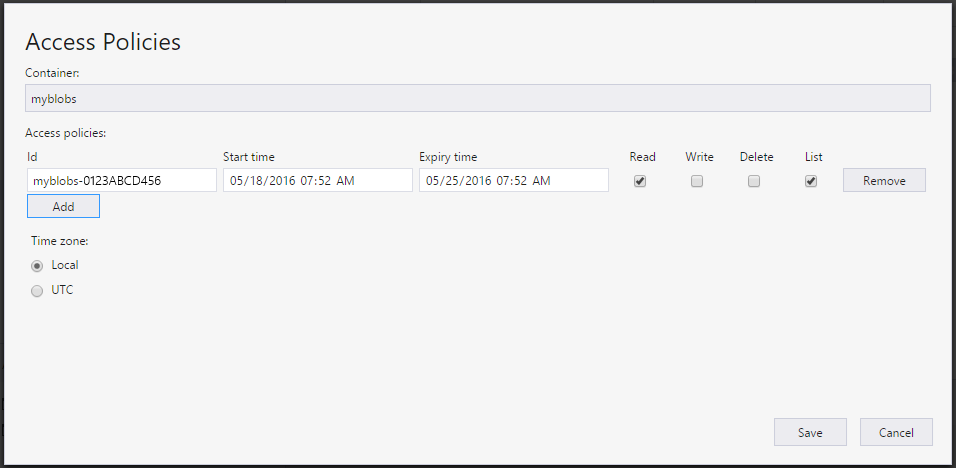 Access Policies
Container:
myblobs
Access policies:
Id Start time Expiry time Read Write Delete List
myblobs-0123ABCD456 05/18/2016 07:52 AM 05/25/2016 07:52 AM Remove
Add
Time zone:
Local
UTC
Save Cancel